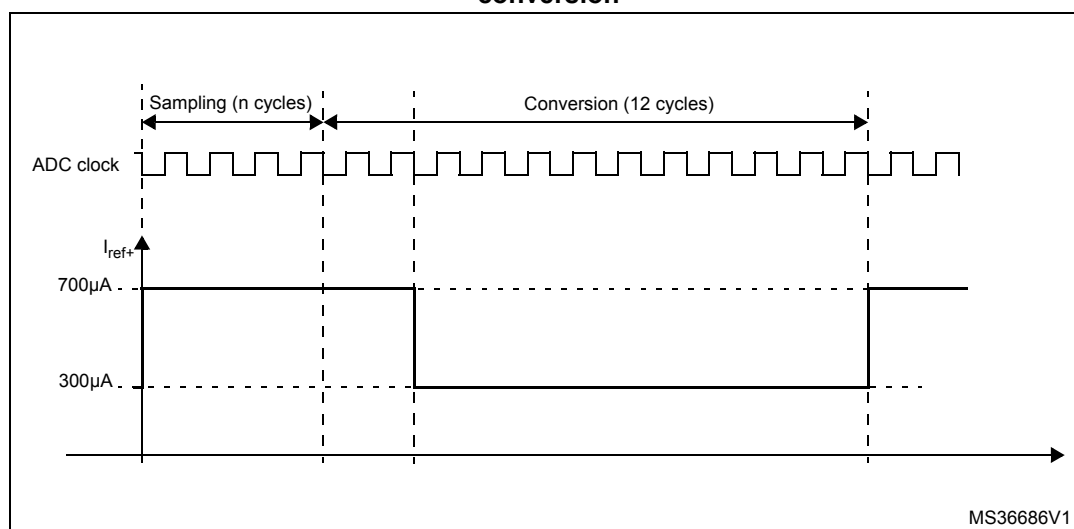 conversion
Sampling (n cycles)
Conversion (12 cycles)
ADC clock
Iref+
700µA
300µA
MS36686V1